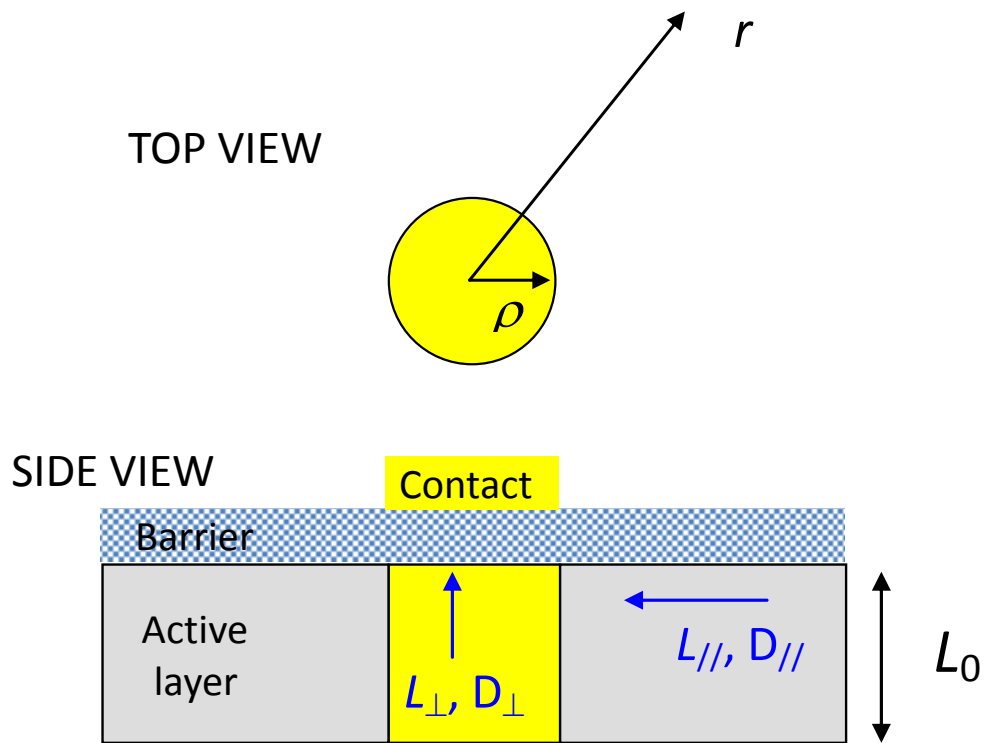 r
TOP VIEW
ρ
SIDE VIEW
Contact
Barrier
Active
layer
L⊥, D⊥
L//, D//
L0